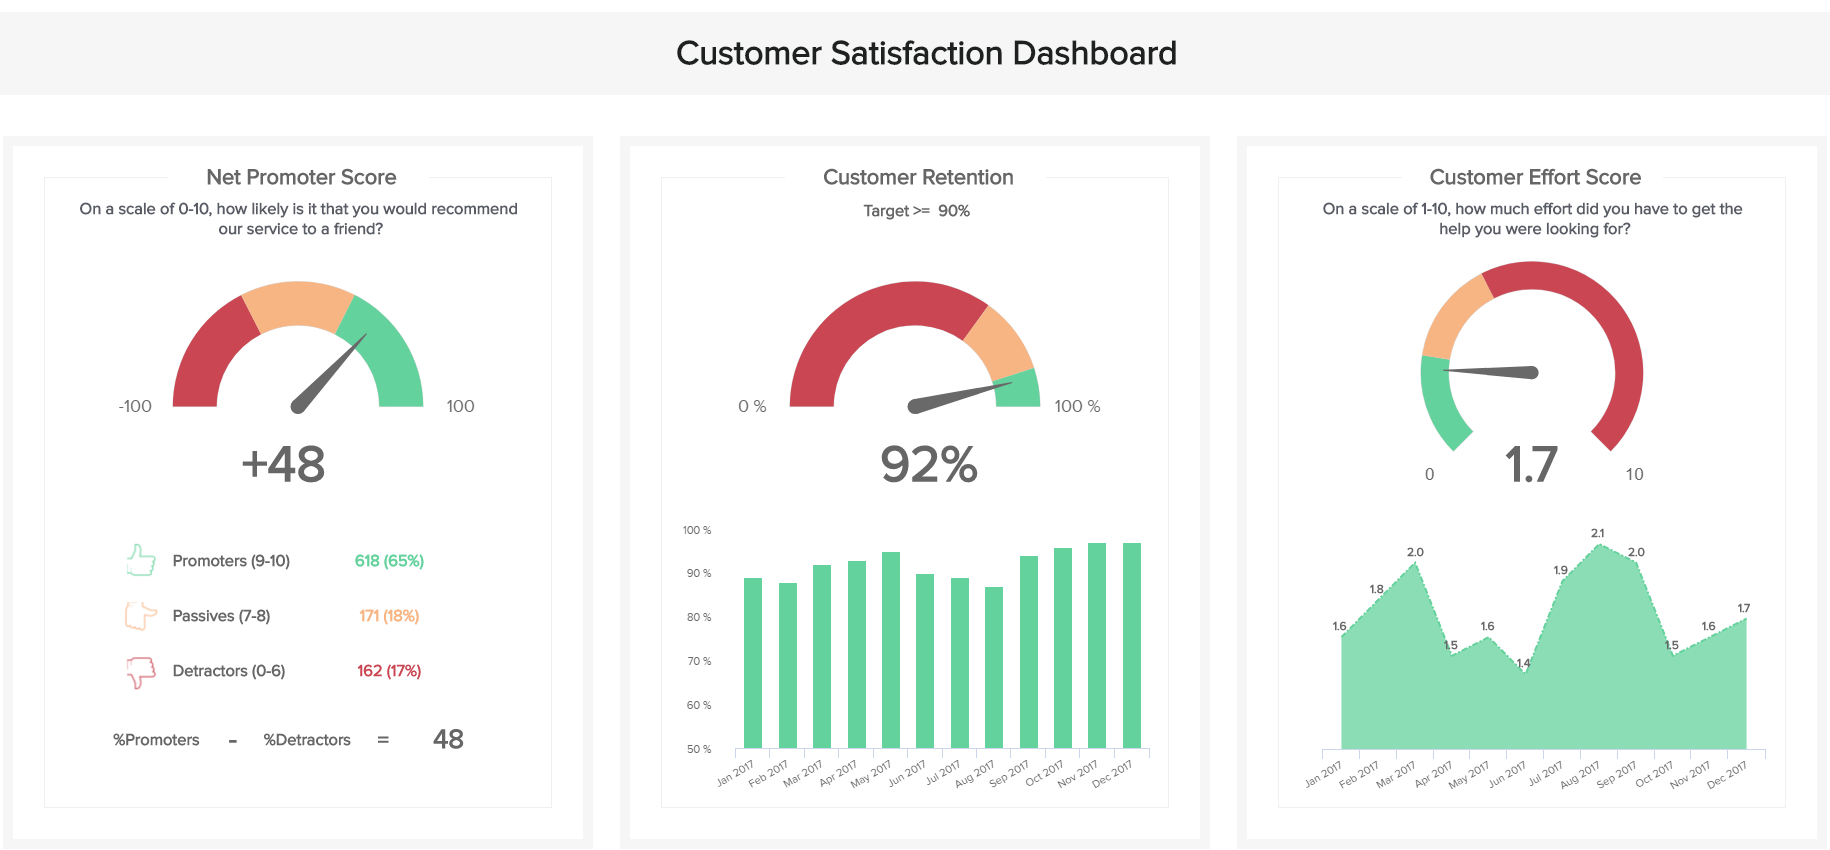 Customer Satisfaction Dashboard
Net Promoter Score
On a scale of 0-10, how likely is it that you would recommend
our service to a friend?
-100
100
+48
Promoters (9-10) 618 (65%)
Passives (7-8) 171 (18%)
Detractors (0-6) 162 (17%)
%Promoters - %Detractors = 48
Customer Retention
Target >= 90%
0 %
100 %
92%
100 %
90 %
80 %
70 %
60 %
50 %
Jan 2017
Feb 2017
Mar 2017
Apr 2017
May 2017
Jun 2017
Jul 2017
Aug 2017
Sep 2017
Oct 2017
Nov 2017
Dec 2017
Customer Effort Score
On a scale of 1-10, how much effort did you have to get the
help you were looking for?
0
10
1.7
1.6
1.8
2.0
1.5
1.6
1.4
1.9
2.1
2.0
1.5
1.6
1.7
Jan 2017
Feb 2017
Mar 2017
Apr 2017
May 2017
Jun 2017
Jul 2017
Aug 2017
Sep 2017
Oct 2017
Nov 2017
Dec 2017